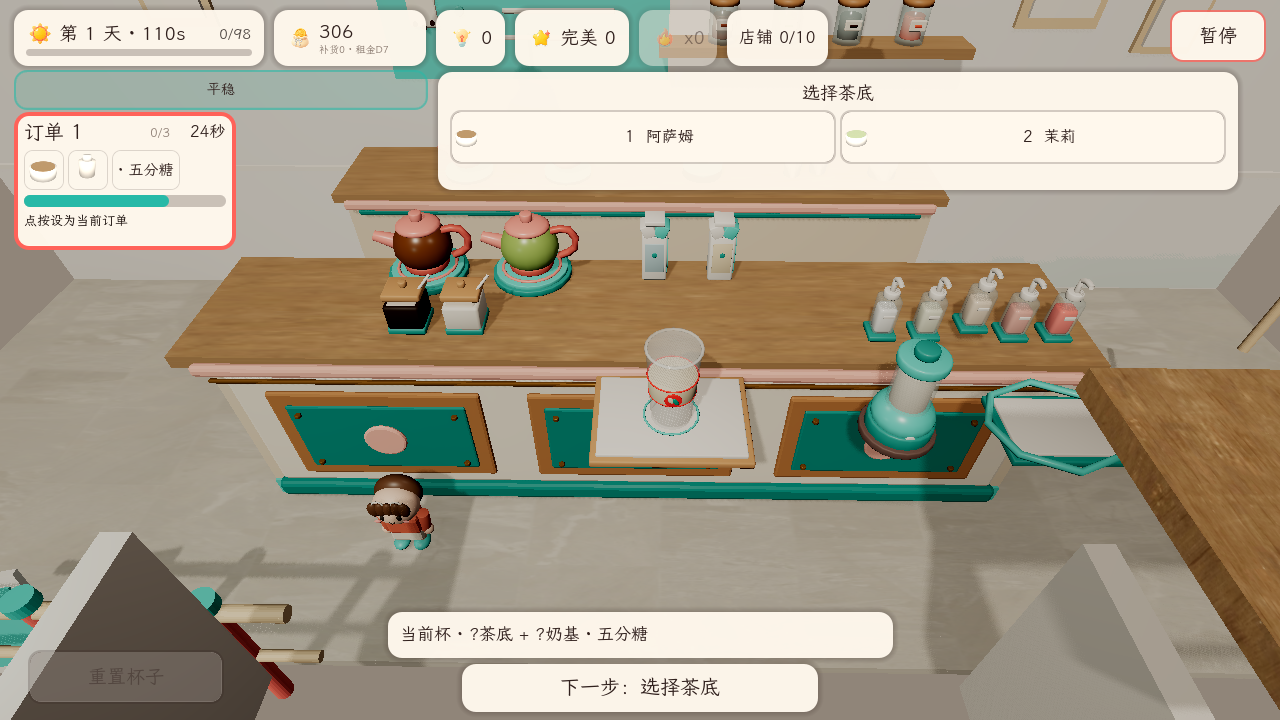 第 1 天・110s 0/98
306
补货0・租金D7
0
完美 0
x0
店铺 0/10
暂停
平稳
选择茶底
1 阿萨姆
2 茉莉
订单 1 0/3 24秒
・五分糖
点按设为当前订单
当前杯・?茶底 + ?奶基・五分糖
下一步: 选择茶底
重置杯子